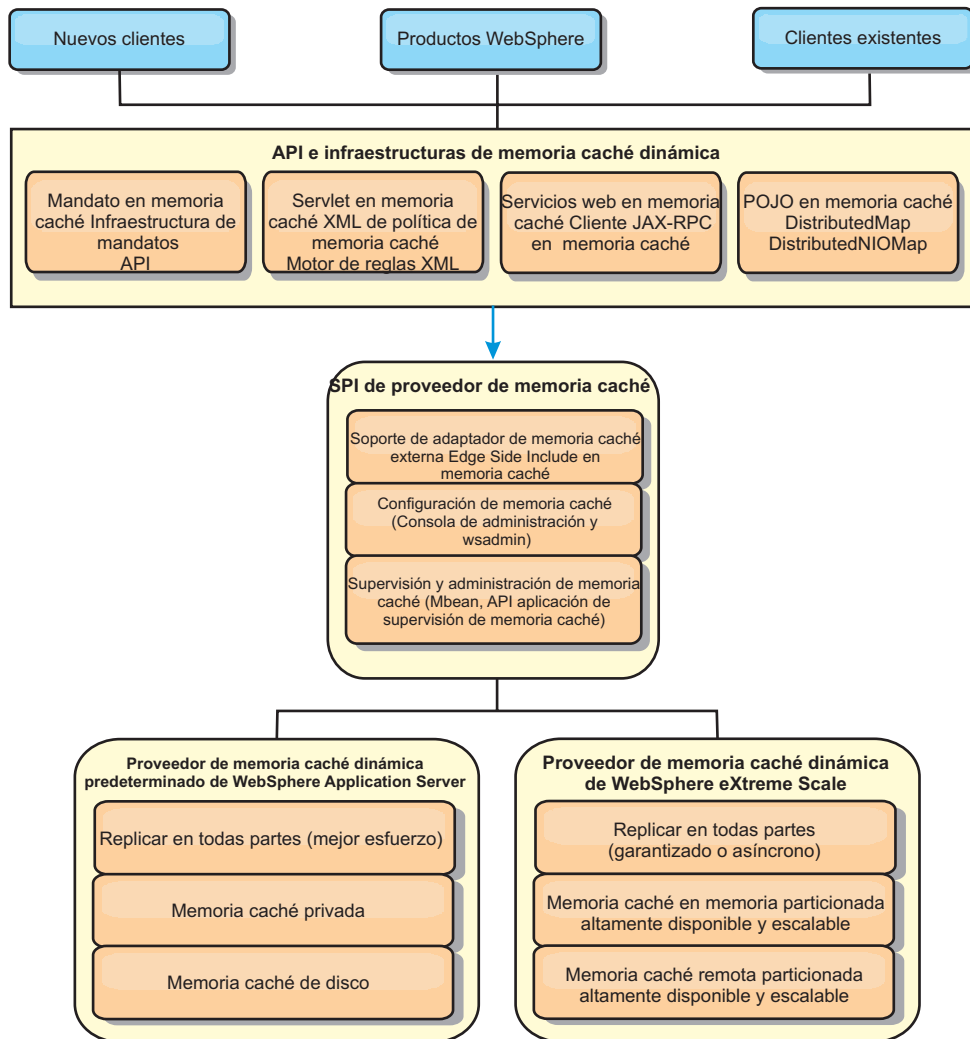 Nuevos clientes
Productos WebSphere
Clientes existentes
API e infraestructuras de memoria caché dinámica
Mandato en memoria
caché Infraestructura de
mandatos
API
Servlet en memoria
caché XML de política de
memoria caché
Motor de reglas XML
Servicios web en memoria
caché Cliente JAX-RPC
en memoria caché
POJO en memoria caché
DistributedMap
DistributedNIOMap
SPI de proveedor de memoria caché
Soporte de adaptador de memoria caché
externa Edge Side Include en
memoria caché
Configuración de memoria caché
(Consola de administración y
wsadmin)
Supervisión y administración de memoria
caché (Mbean, API aplicación de
supervisión de memoria caché)
Proveedor de memoria caché dinámica
predeterminado de WebSphere Application Server
Replicar en todas partes (mejor esfuerzo)
Memoria caché privada
Memoria caché de disco
Proveedor de memoria caché dinámica
de WebSphere eXtreme Scale
Replicar en todas partes
(garantizado o asíncrono)
Memoria caché en memoria particionada
altamente disponible y escalable
Memoria caché remota particionada
altamente disponible y escalable